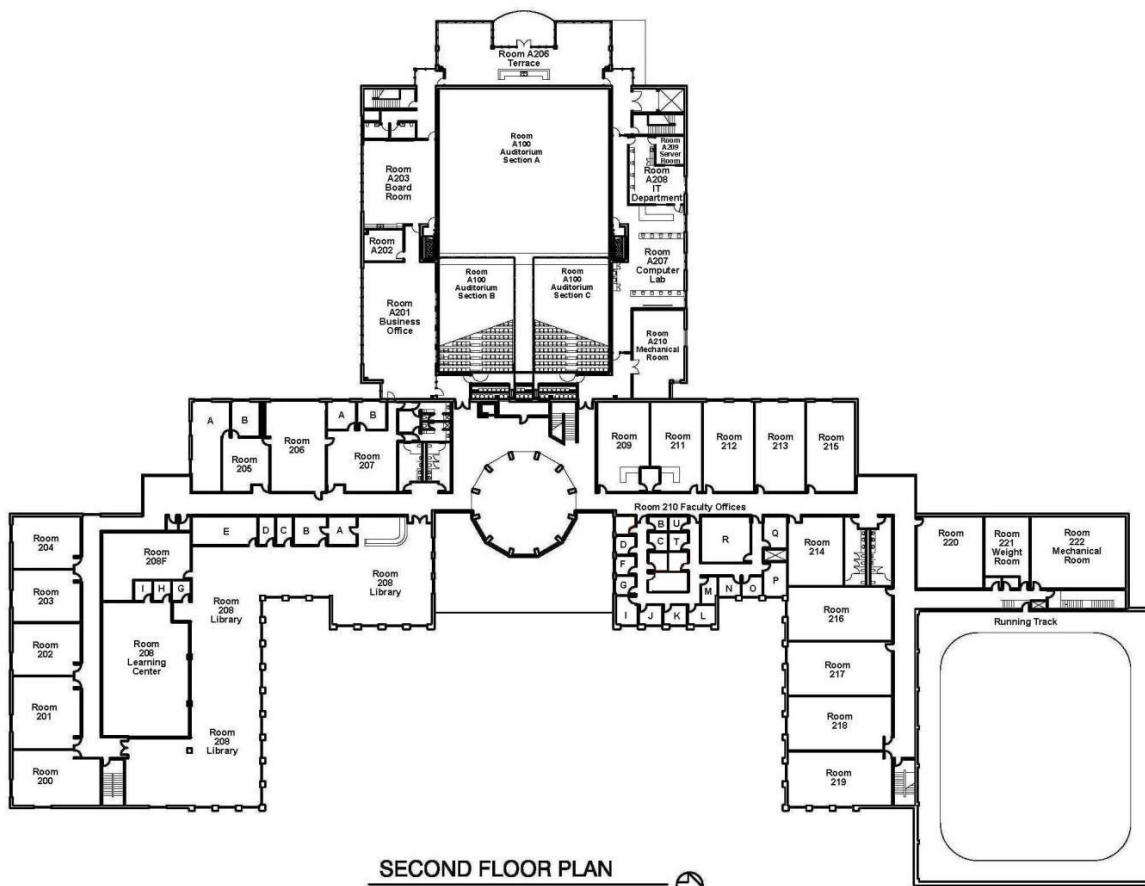 Room A206
Terrace
Room
A100
Auditorium
Section A
Room
A209
Server
Room
Room
A203
Board
Room
Room
A208
IT
Department
Room
A202
Room
A207
Computer
Lab
Room
A100
Auditorium
Section B
Room
A100
Auditorium
Section C
Room
A201
Business
Office
Room
A210
Mechanical
Room
A
B
Room
205
Room
206
A
B
Room
207
Room
209
Room
211
Room
212
Room
213
Room
215
Room 210 Faculty Offices
Room
204
Room
208F
E
D
C
B
A
B
U
D
C
T
R
Q
Room
214
Room
220
Room
221
Weight
Room
Room
222
Mechanical
Room
Room
203
I
H
G
Room
208
Library
Room
208
Library
F
G
M
N
O
P
I
J
K
L
Room
216
Running Track
Room
202
Room
208
Learning
Center
Room
217
Room
201
Room
208
Library
Room
218
Room
200
Room
219
SECOND FLOOR PLAN